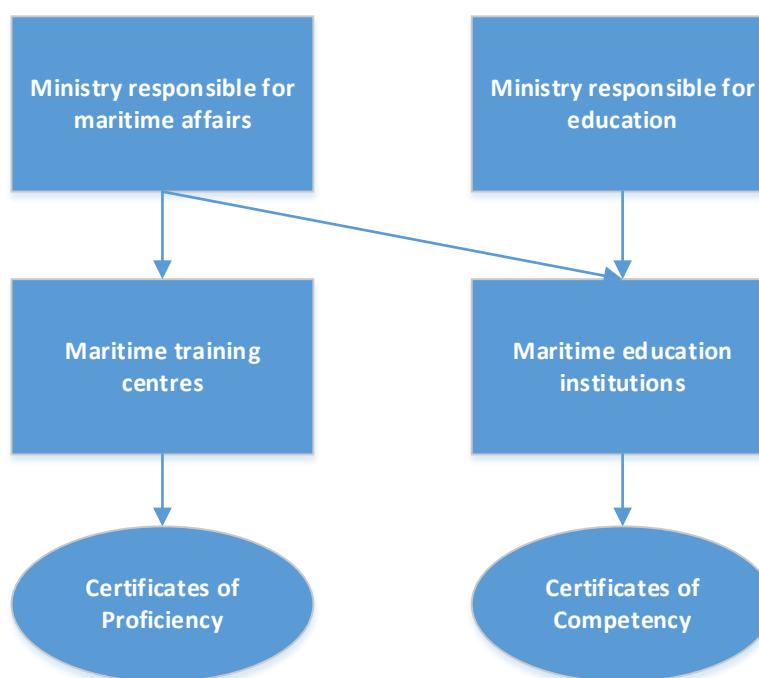 Ministry responsible for
maritime affairs
Ministry responsible for
education
Maritime training
centres
Maritime education
institutions
Certificates of
Proficiency
Certificates of
Competency